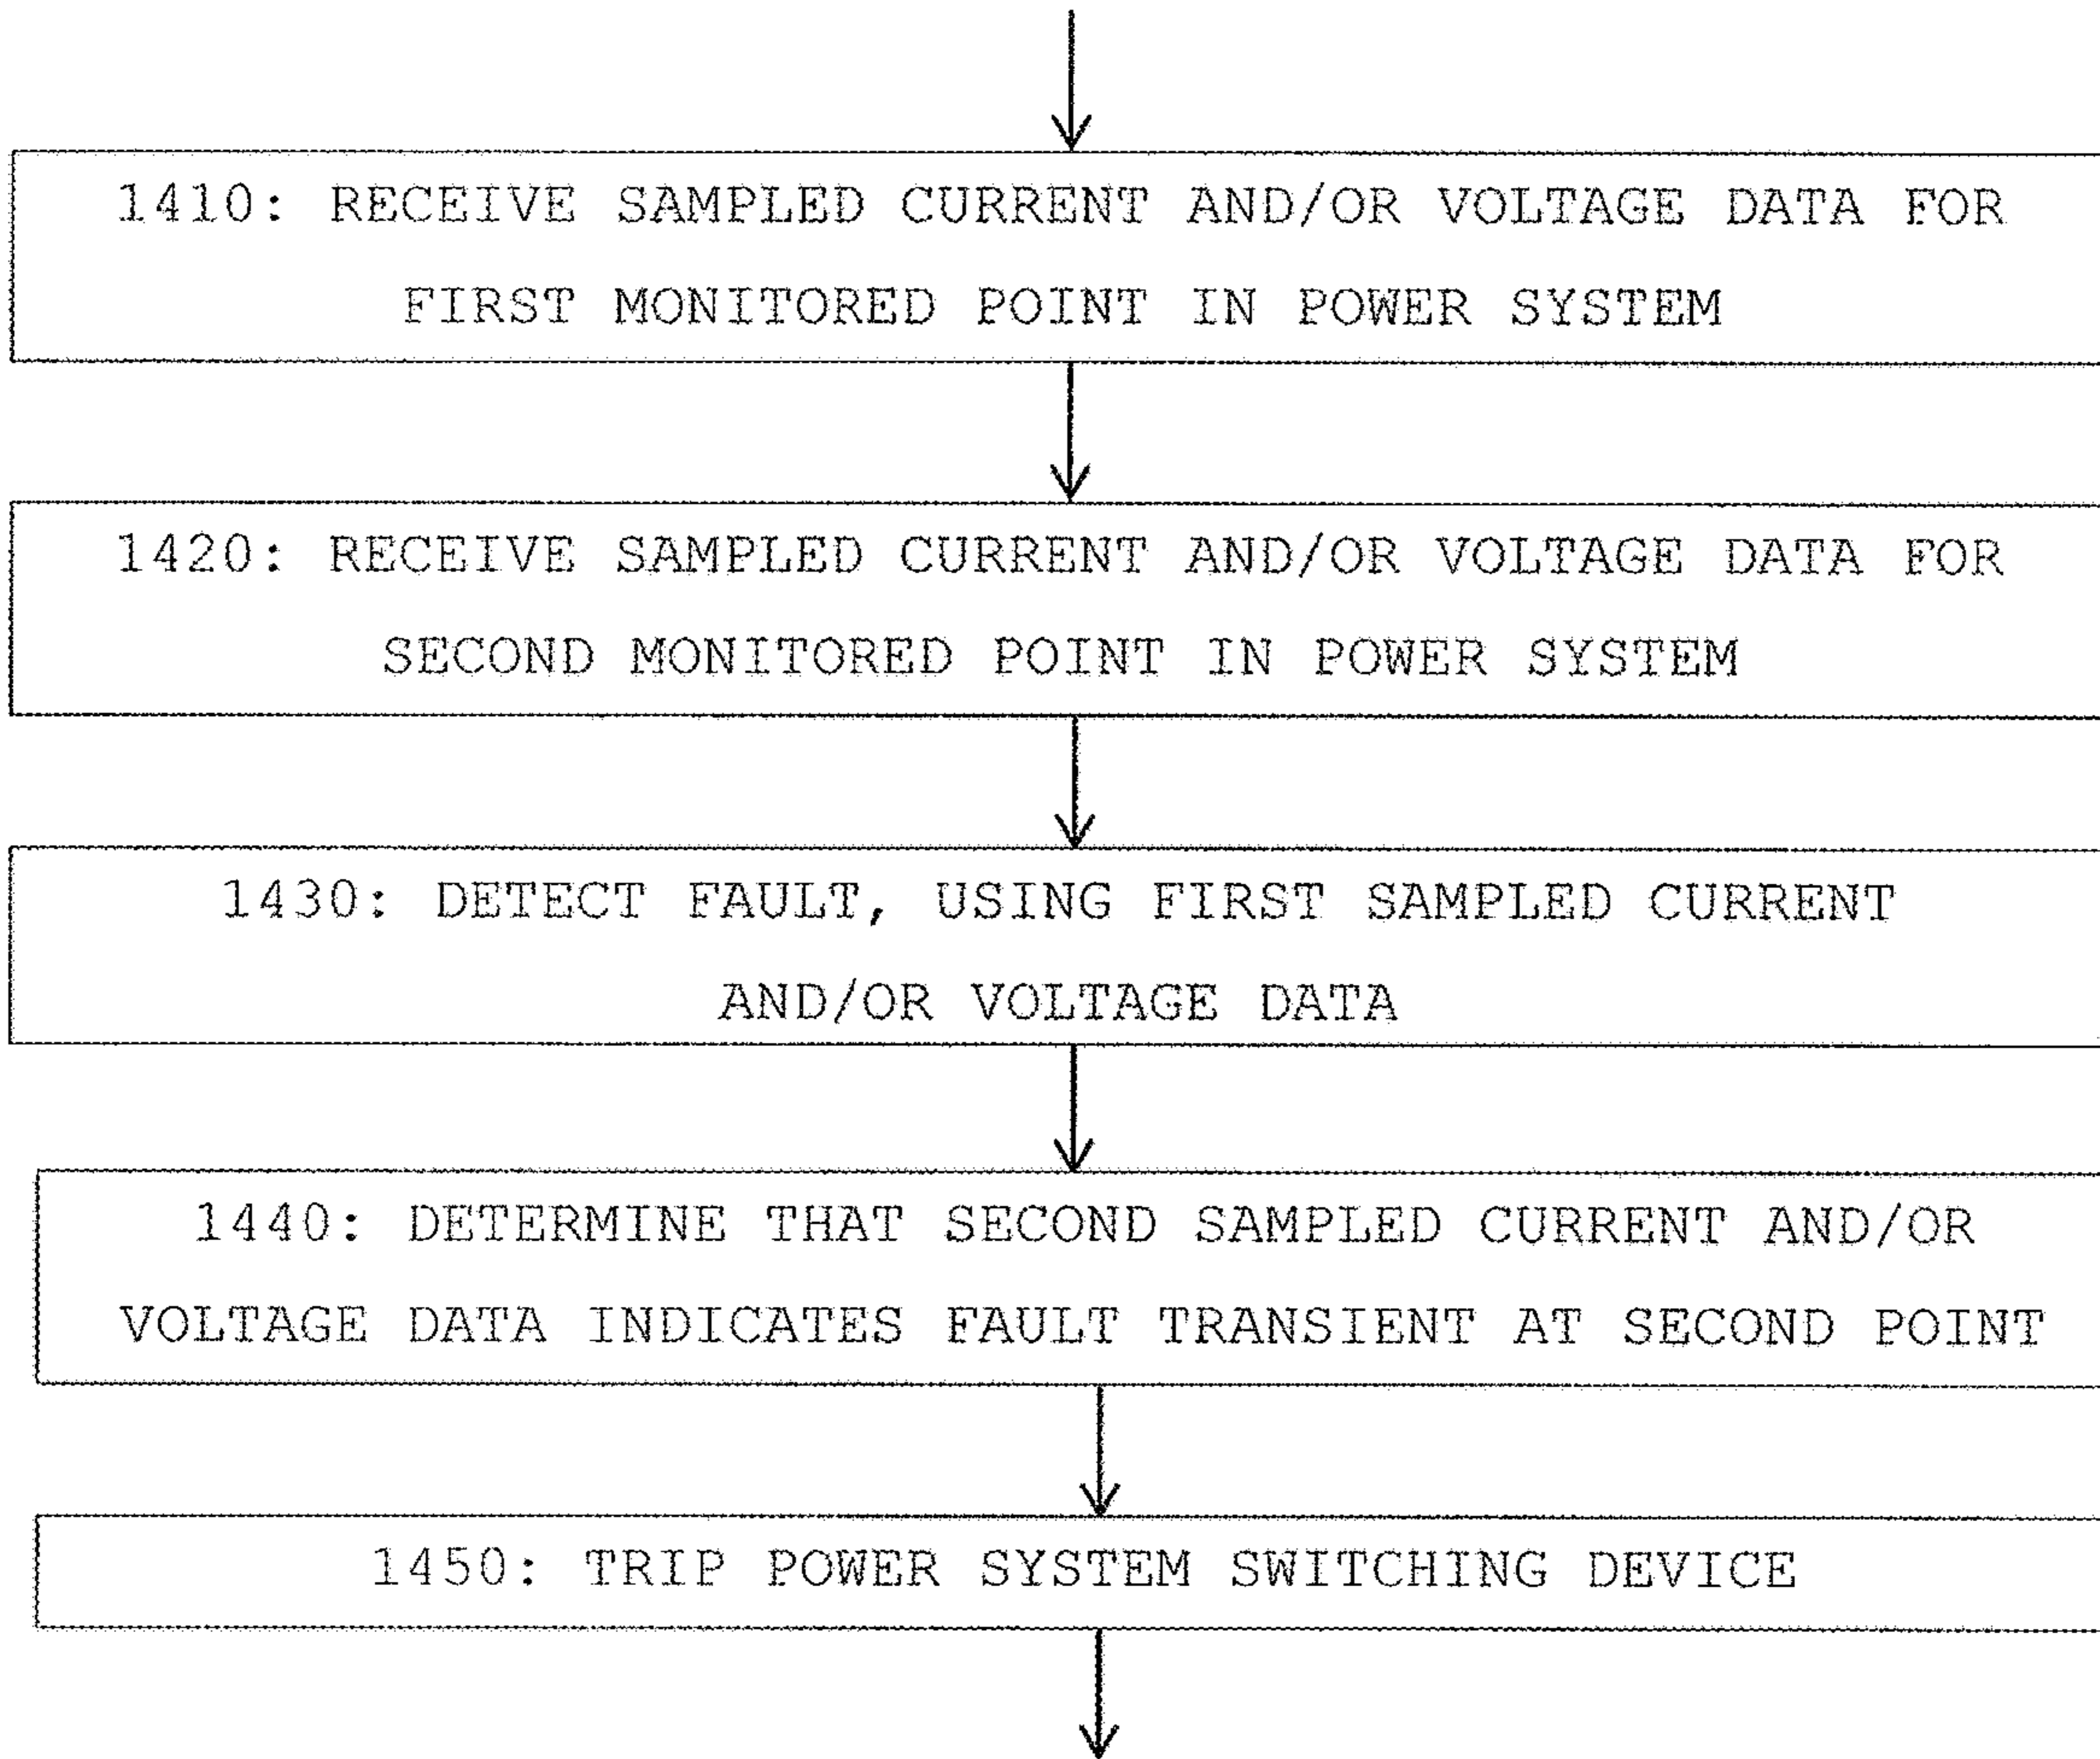 1410: RECEIVE SAMPLED CURRENT AND/OR VOLTAGE DATA FOR
FIRST MONITORED POINT IN POWER SYSTEM
1420: RECEIVE SAMPLED CURRENT AND/OR VOLTAGE DATA FOR
SECOND MONITORED POINT IN POWER SYSTEM
1430: DETECT FAULT, USING FIRST SAMPLED CURRENT
AND/OR VOLTAGE DATA
1440: DETERMINE THAT SECOND SAMPLED CURRENT AND/OR
VOLTAGE DATA INDICATES FAULT TRANSIENT AT SECOND POINT
1450: TRIP POWER SYSTEM SWITCHING DEVICE